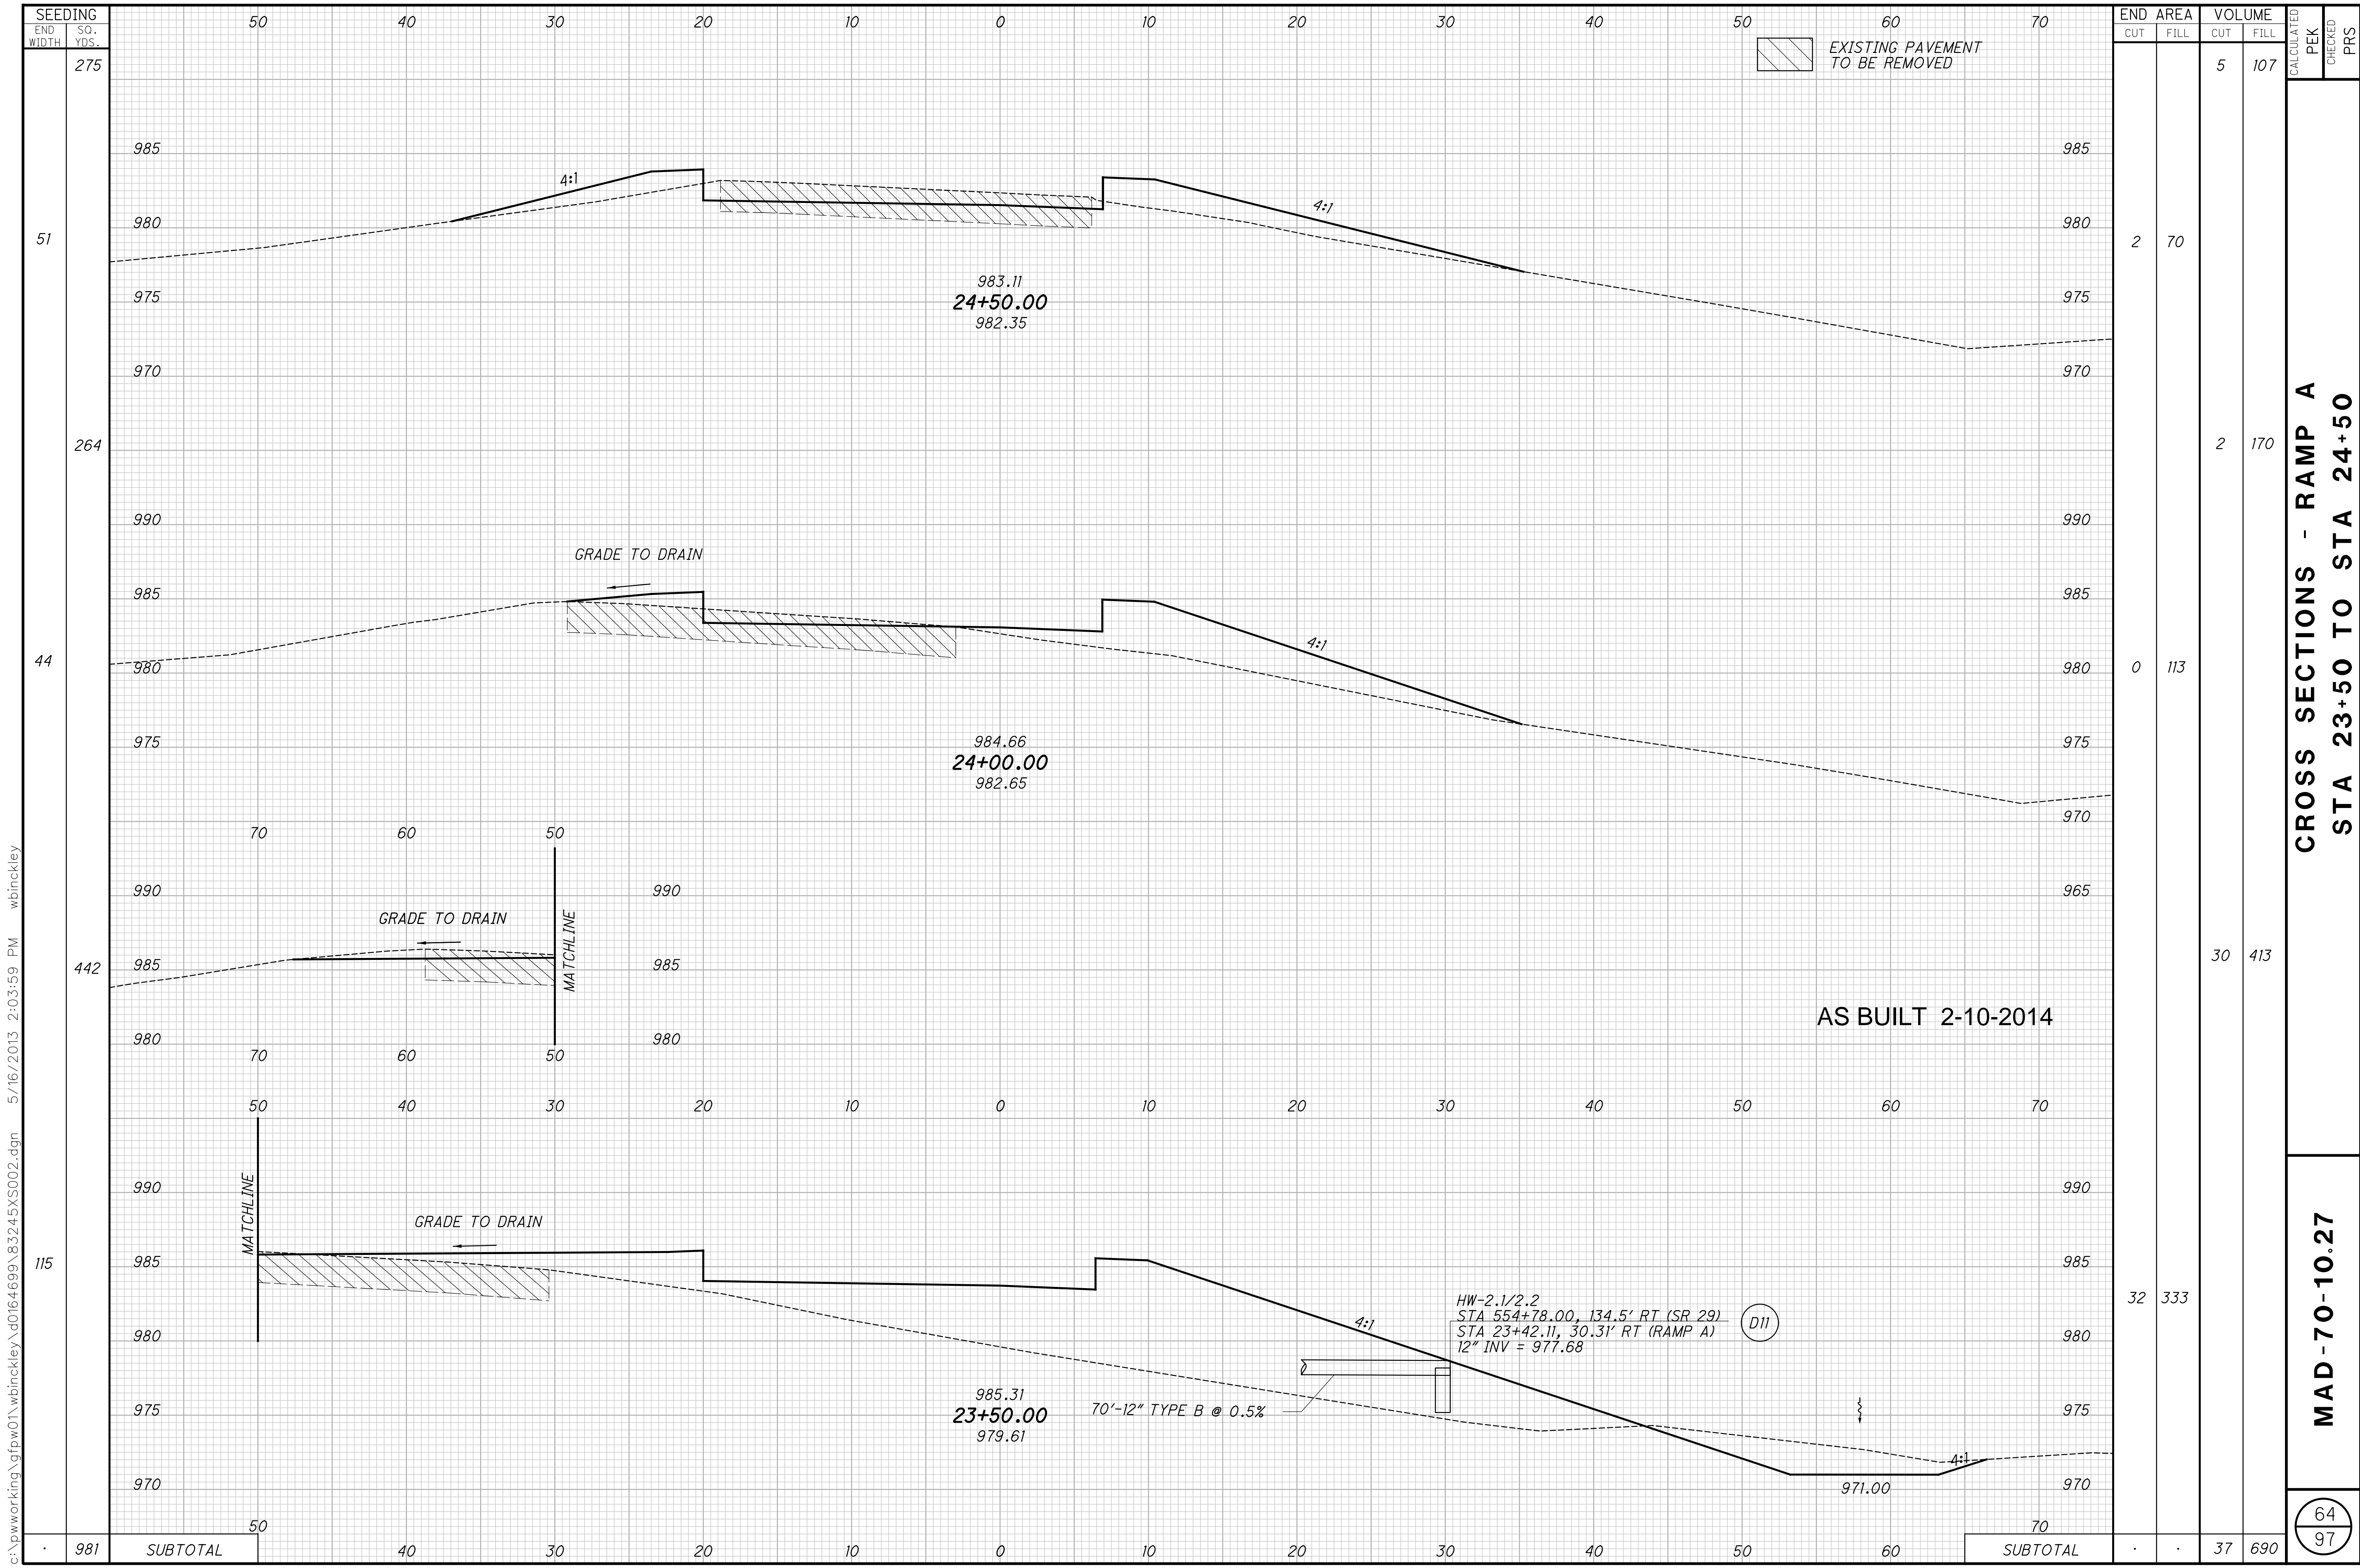 SEEDING
END WIDTH
SQ. YDS.
50 40 30 20 10 0 10 20 30 40 50 60 70
END AREA
VOLUME
CUT FILL CUT FILL
CALCULATED
PEK
CHECKED
PRS
275
EXISTING PAVEMENT
TO BE REMOVED
5 107
985 985
4:1
4:1
980 980
51
2 70
983.11
975 975
24+50.00
982.35
970 970
264
2 170
990 990
GRADE TO DRAIN
985 985
4:1
44
980 980
0 113
975 975
984.66
24+00.00
982.65
970
70 60 50
990 990 965
GRADE TO DRAIN
MATCHLINE
442
985 985
30 413
AS BUILT 2-10-2014
980 980
70 60 50
50 40 30 20 10 0 10 20 30 40 50 60 70
MATCHLINE
990 990
GRADE TO DRAIN
115
985 985
32 333
HW-2.1/2.2
STA 554+78.00, 134.5' RT (SR 29)
STA 23+42.11, 30.31' RT (RAMP A)
12" INV = 977.68
D11
4:1
980 980
985.31
23+50.00
979.61
70'-12" TYPE B @ 0.5%
975 975
4:1
970 970
971.00
50 70
40 30 20 10 0 10 20 30 40 50 60
· 981 SUBTOTAL
SUBTOTAL · · 37 690
CROSS SECTIONS - RAMP A
STA 23+50 TO STA 24+50
MAD-70-10.27
64
97
c:\pwworking\gfpw01\wbinckley\d0164699\83245XS002.dgn 5/16/2013 2:03:59 PM wbinckley